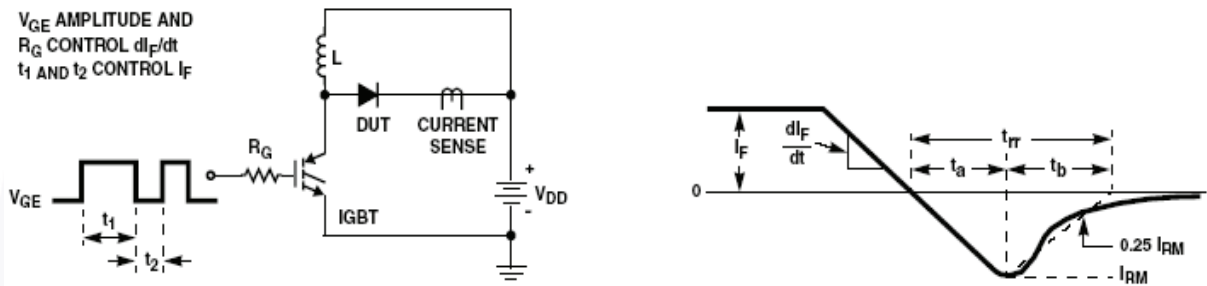 VGE AMPLITUDE AND
RG CONTROL dIF/dt
t1 AND t2 CONTROL IF
L
DUT
CURRENT
SENSE
RG
VGE
t1
t2
IGBT
+
VDD
-
IF
dIF
dt
trr
ta
tb
0
0.25 IRM
IRM